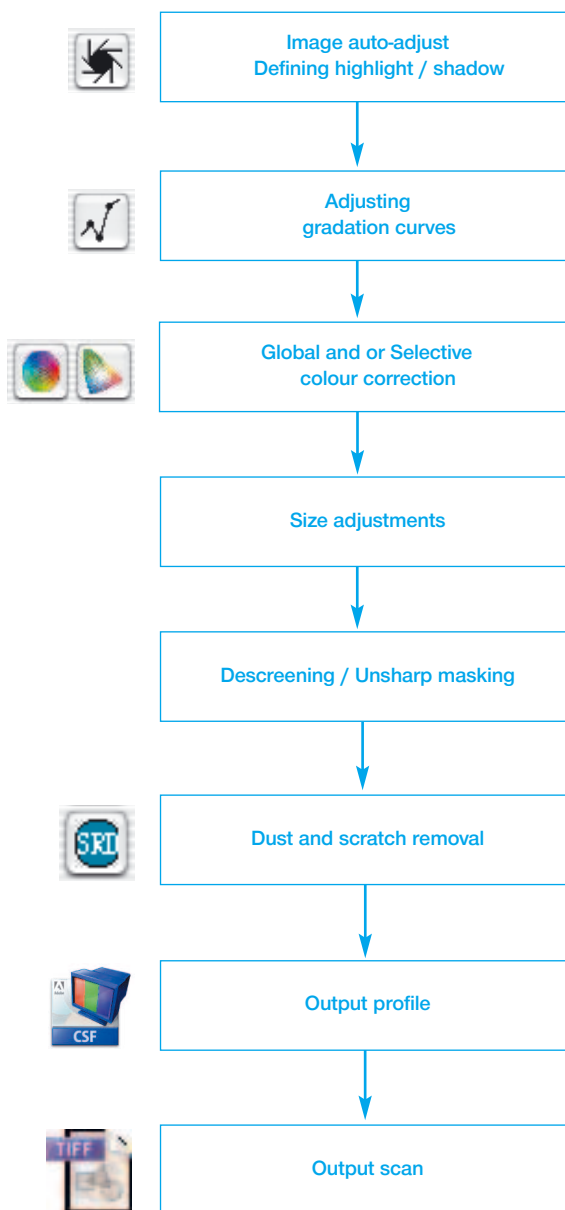 Image auto-adjust
Defining highlight / shadow
Adjusting
gradation curves
Global and or Selective
colour correction
Size adjustments
Descreening / Unsharp masking
SRD
Dust and scratch removal
CSF
Output profile
TIFF
Output scan